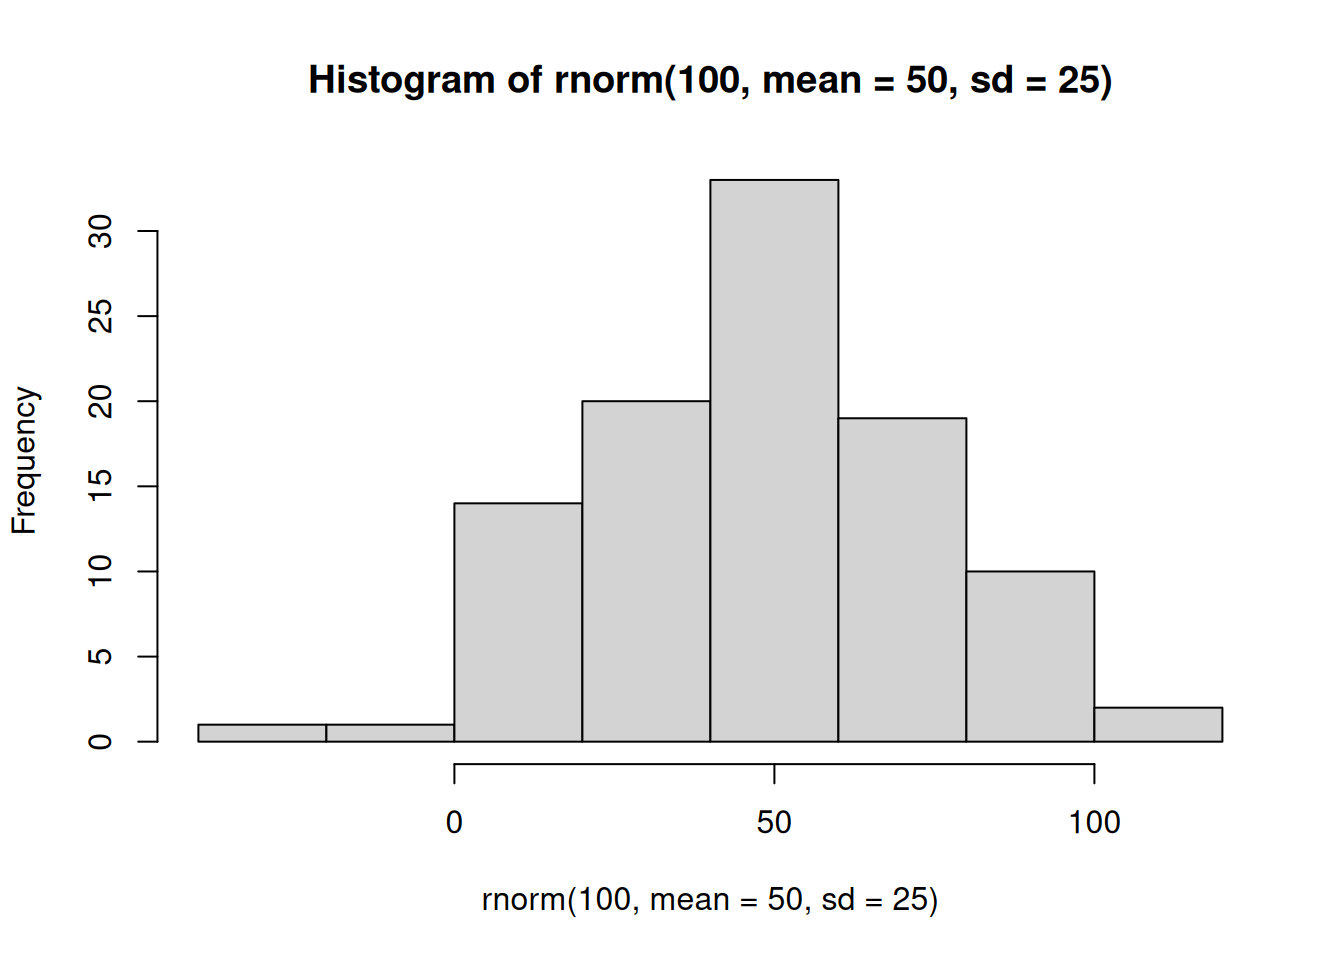 Histogram of rnorm(100, mean = 50, sd = 25)
Frequency
30
25
20
15
10
5
0
0 50 100
rnorm(100, mean = 50, sd = 25)